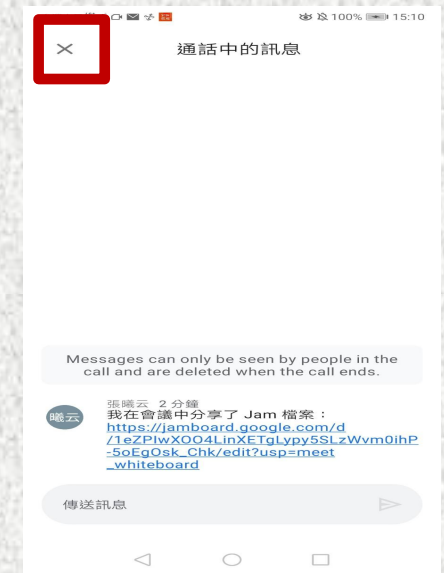 100% 15:10
通話中的訊息
Messages can only be seen by people in the
call and are deleted when the call ends.
張曦云 2 分鐘
曦云
我在會議中分享了 Jam 檔案：
https://jamboard.google.com/d
/1eZPIwXOO4LinXETgLypy5SLzWvm0ihP
-5oEgOsk_Chk/edit?usp=meet
_whiteboard
傳送訊息